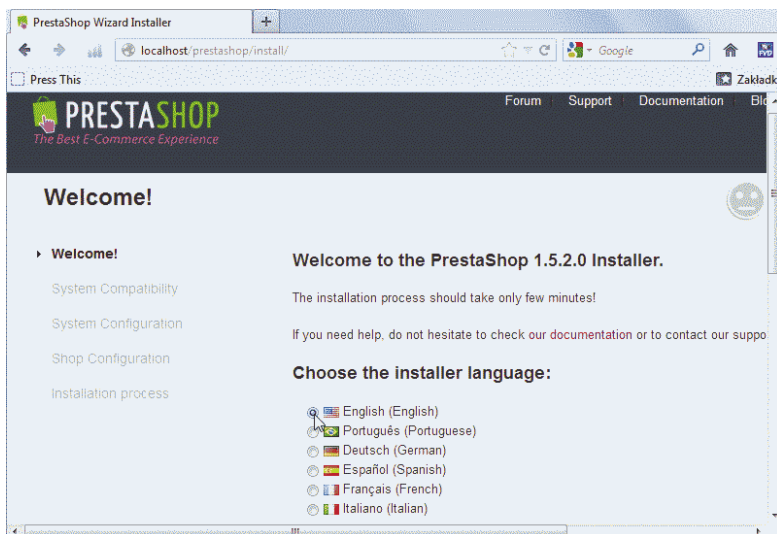 PrestaShop Wizard Installer
localhost/prestashop/install/
Google
Press This
Zakładk
PRESTASHOP
The Best E-Commerce Experience
Forum Support Documentation Blo
Welcome!
Welcome!
System Compatibility
System Configuration
Shop Configuration
Installation process
Welcome to the PrestaShop 1.5.2.0 Installer.
The installation process should take only few minutes!
If you need help, do not hesitate to check our documentation or to contact our suppo
Choose the installer language:
English (English)
Português (Portuguese)
Deutsch (German)
Español (Spanish)
Français (French)
Italiano (Italian)